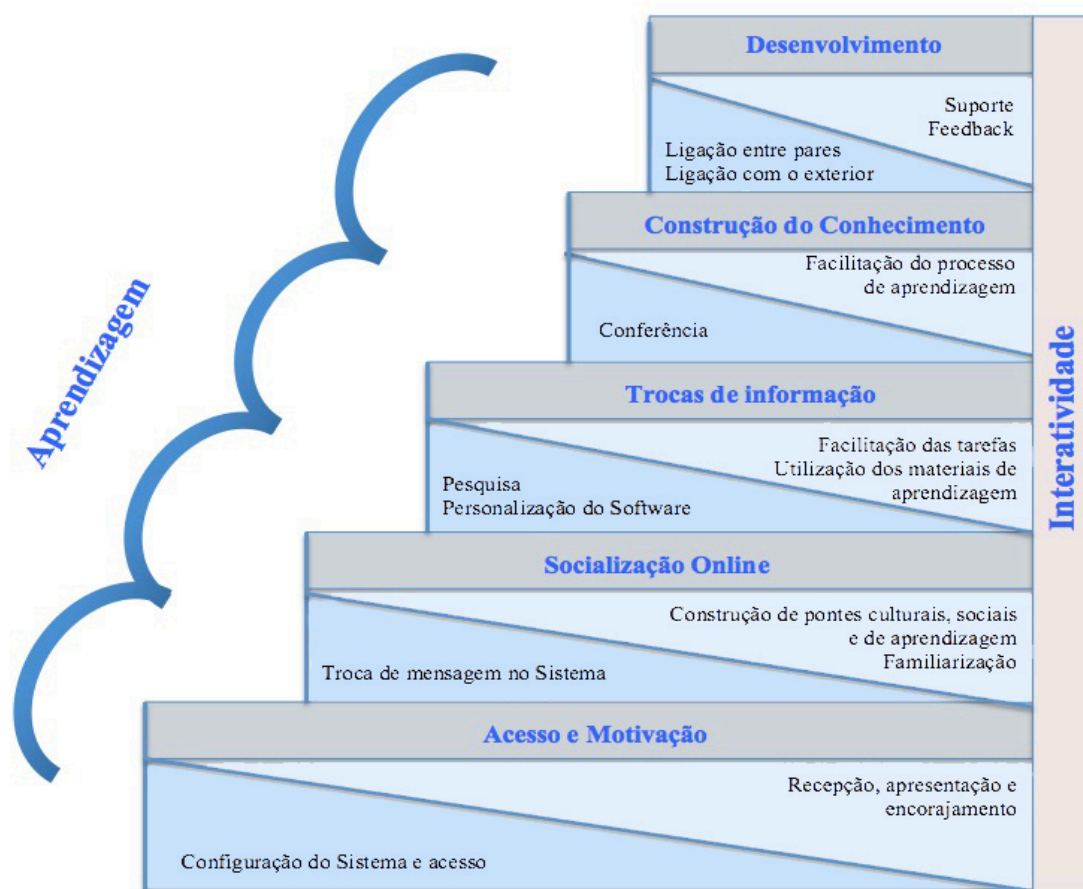 Desenvolvimento
Suporte
Feedback
Ligação entre pares
Ligação com o exterior
Construção do Conhecimento
Facilitação do processo
de aprendizagem
Conferência
Trocas de informação
Facilitação das tarefas
Utilização dos materiais de
aprendizagem
Pesquisa
Personalização do Software
Socialização Online
Construção de pontes culturais, sociais
e de aprendizagem
Familiarização
Troca de mensagem no Sistema
Acesso e Motivação
Recepção, apresentação e
encorajamento
Configuração do Sistema e acesso
Aprendizagem
Interatividade